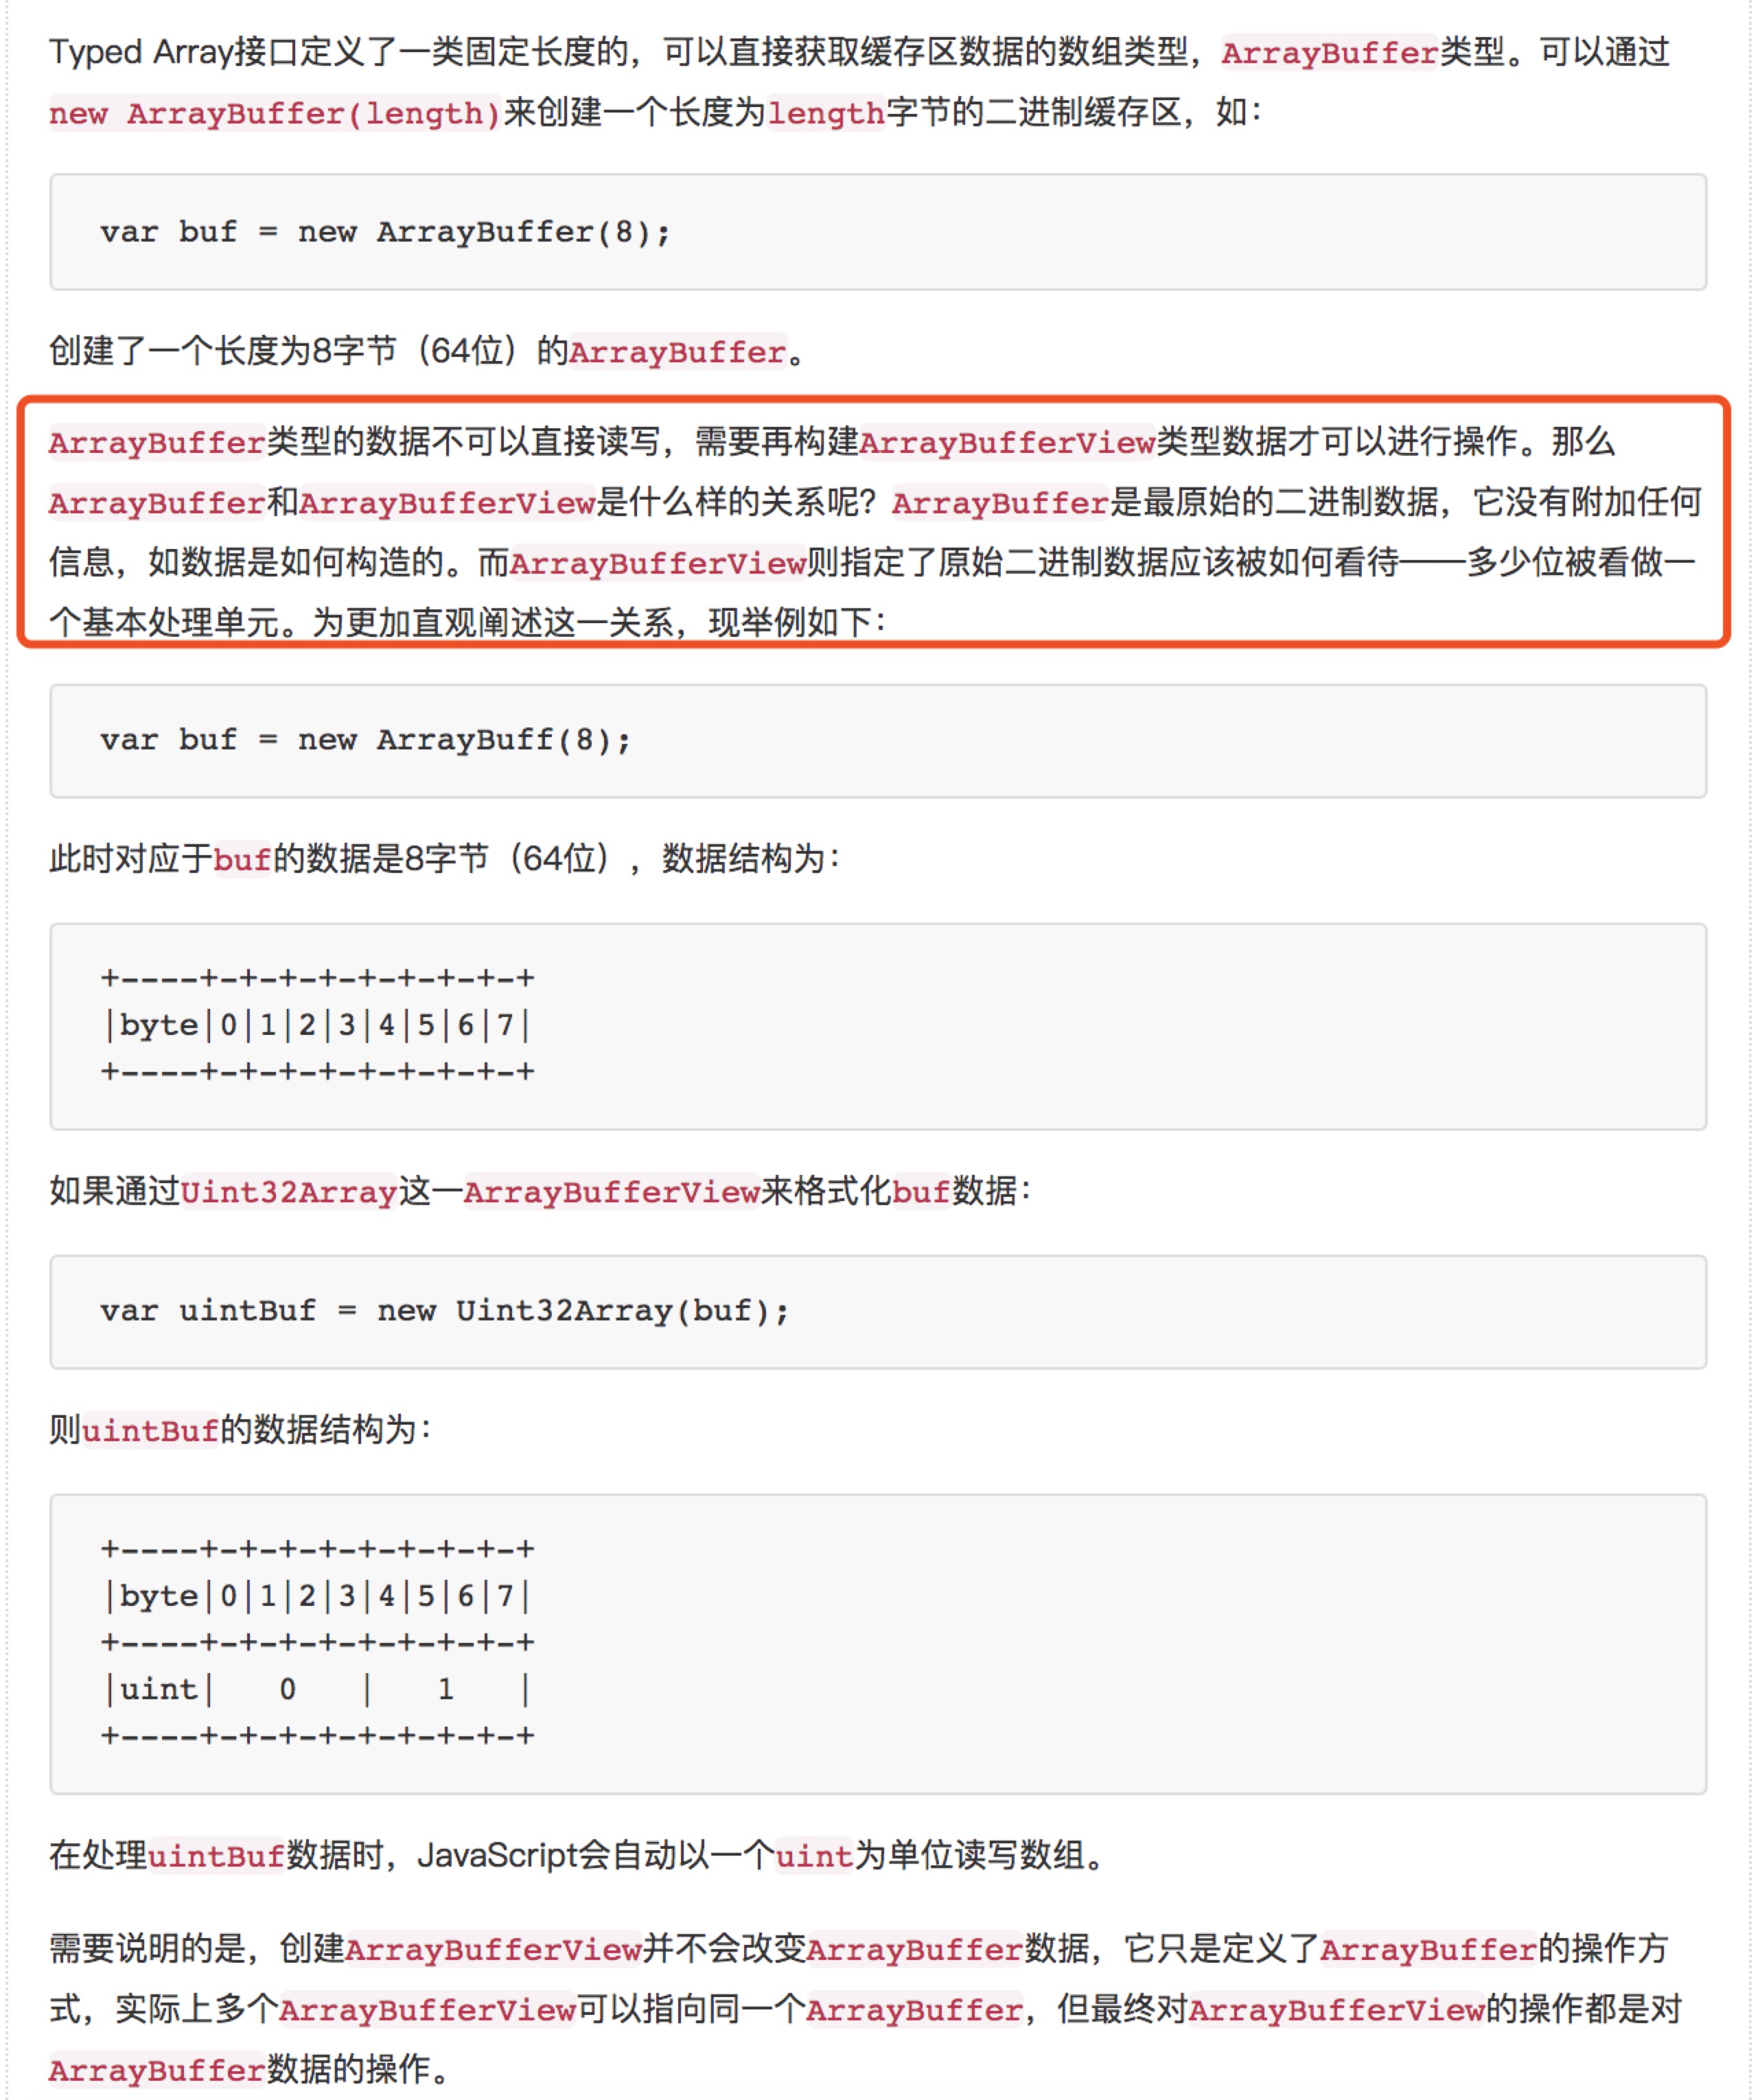 Typed Array接口定义了一类固定长度的，可以直接获取缓存区数据的数组类型，ArrayBuffer类型。可以通过
new ArrayBuffer(length)来创建一个长度为length字节的二进制缓存区，如：
var buf = new ArrayBuffer(8);
创建了一个长度为8字节（64位）的ArrayBuffer。
ArrayBuffer类型的数据不可以直接读写，需要再构建ArrayBufferView类型数据才可以进行操作。那么
ArrayBuffer和ArrayBufferView是什么样的关系呢？ArrayBuffer是最原始的二进制数据，它没有附加任何
信息，如数据是如何构造的。而ArrayBufferView则指定了原始二进制数据应该被如何看待——多少位被看做一
个基本处理单元。为更加直观阐述这一关系，现举例如下：
var buf = new ArrayBuff(8);
此时对应于buf的数据是8字节（64位），数据结构为：
+----+-+-+-+-+-+-+-+-+
|byte|0|1|2|3|4|5|6|7|
+----+-+-+-+-+-+-+-+-+
如果通过Uint32Array这一ArrayBufferView来格式化buf数据：
var uintBuf = new Uint32Array(buf);
则uintBuf的数据结构为：
+----+-+-+-+-+-+-+-+-+
|byte|0|1|2|3|4|5|6|7|
+----+-+-+-+-+-+-+-+-+
|uint|   0   |   1   |
+----+-+-+-+-+-+-+-+-+
在处理uintBuf数据时，JavaScript会自动以一个uint为单位读写数组。
需要说明的是，创建ArrayBufferView并不会改变ArrayBuffer数据，它只是定义了ArrayBuffer的操作方
式，实际上多个ArrayBufferView可以指向同一个ArrayBuffer，但最终对ArrayBufferView的操作都是对
ArrayBuffer数据的操作。